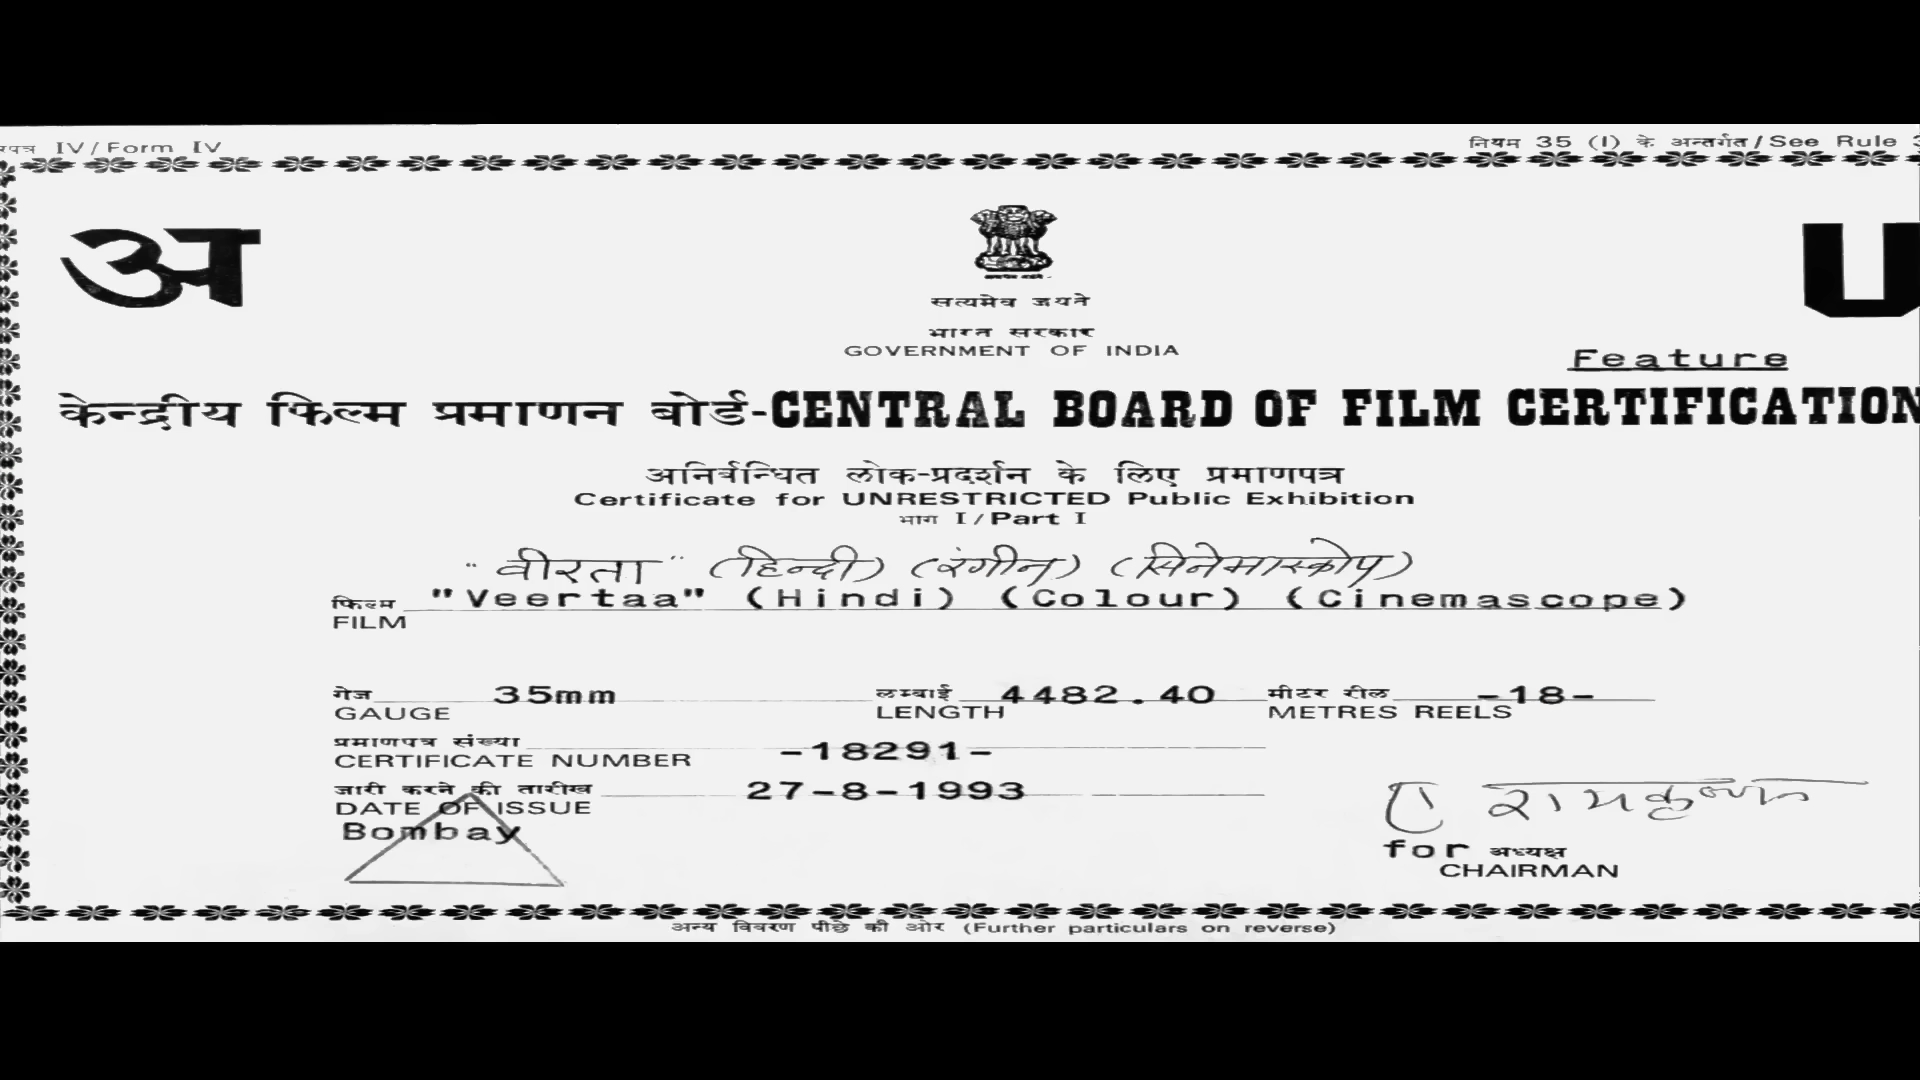 IV/Form IV
नियम 35 (I) के अन्तर्गत/See Rule
अ
U
सत्यमेव जयते
भारत सरकार
GOVERNMENT OF INDIA
Feature
केन्द्रीय फिल्म प्रमाणन बोर्ड-CENTRAL BOARD OF FILM CERTIFICATION
अनिर्बन्धित लोक-प्रदर्शन के लिए प्रमाणपत्र
Certificate for UNRESTRICTED Public Exhibition
भाग I/Part I
"वीरता" (हिन्दी) (रंगीन) (सिनेमास्कोप)
फिल्म "Veertaa" (Hindi) (Colour) (Cinemascope)
FILM
गेज 35mm लम्बाई 4482.40 मीटर रील -18-
GAUGE LENGTH METRES REELS
प्रमाणपत्र संख्या -18291-
CERTIFICATE NUMBER
जारी करने की तारीख 27-8-1993
DATE OF ISSUE
Bombay
for अध्यक्ष
CHAIRMAN
अन्य विवरण पीछे की ओर (Further particulars on reverse)